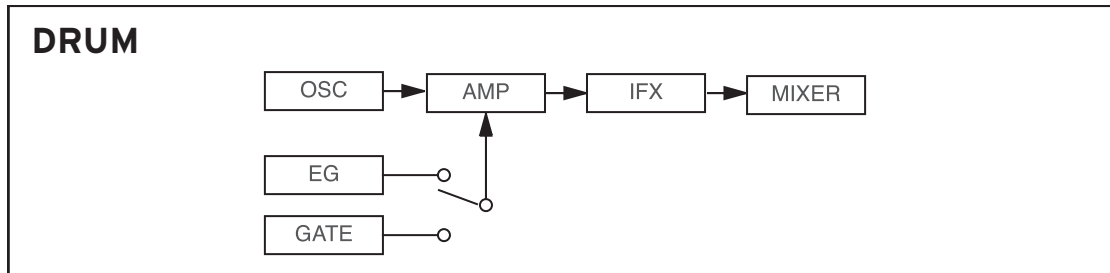 DRUM
OSC
AMP
IFX
MIXER
EG
GATE